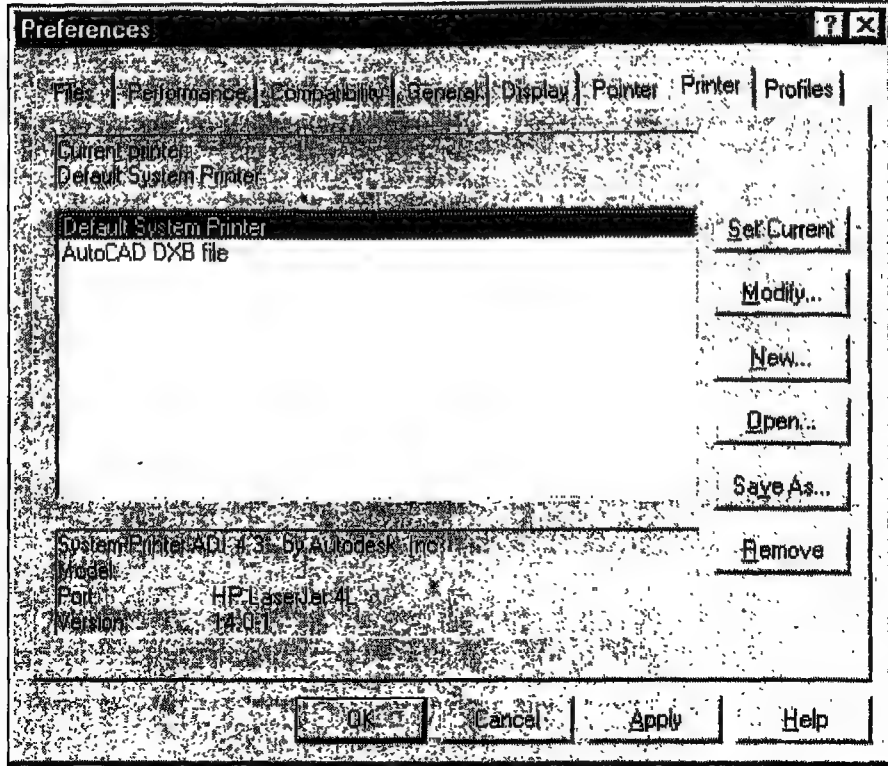 Preferences
Files Performance Compatibility General Display Pointer Printer Profiles
Current printer:
Default System Printer
Default System Printer
AutoCAD DXB file
Set Current
Modify...
New...
Open...
Save As...
Remove
System Printer ADI 4.3 - by Autodesk, Inc
Model:
Port: HP LaserJet 4L
Version: 14.0.1
OK Cancel Apply Help